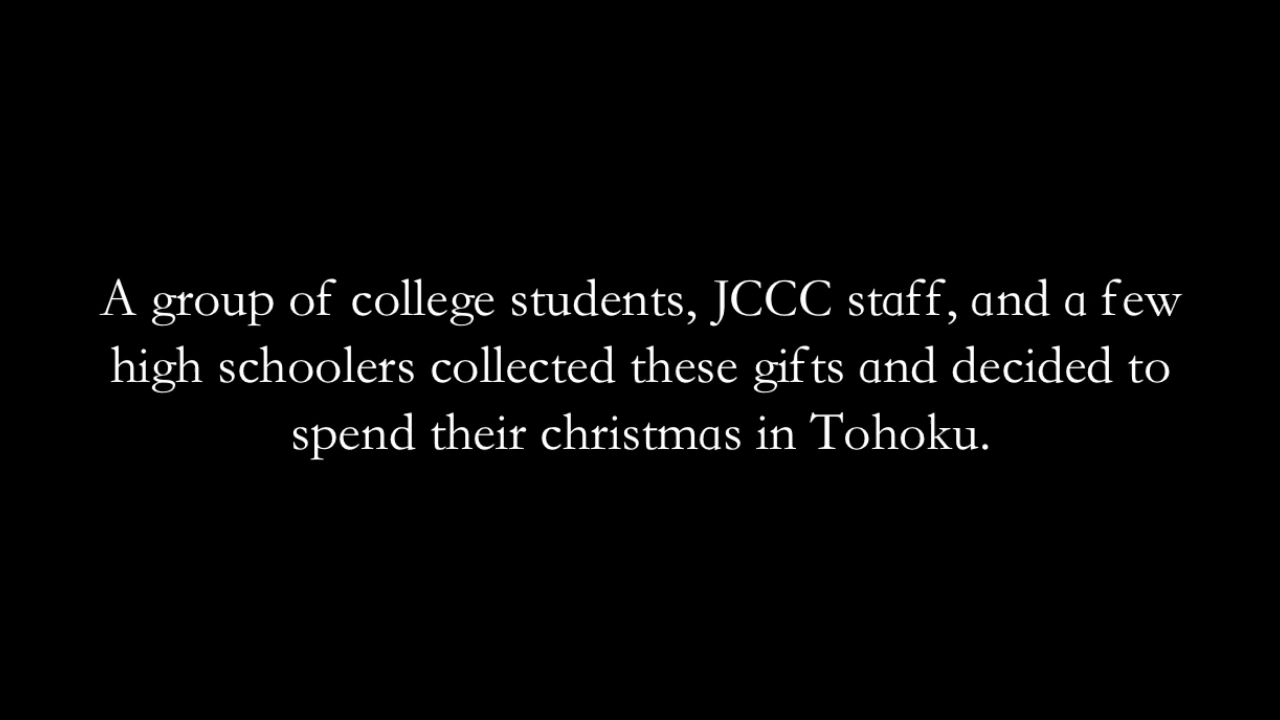 A group of college students, JCCC staff, and a few
high schoolers collected these gifts and decided to
spend their christmas in Tohoku.